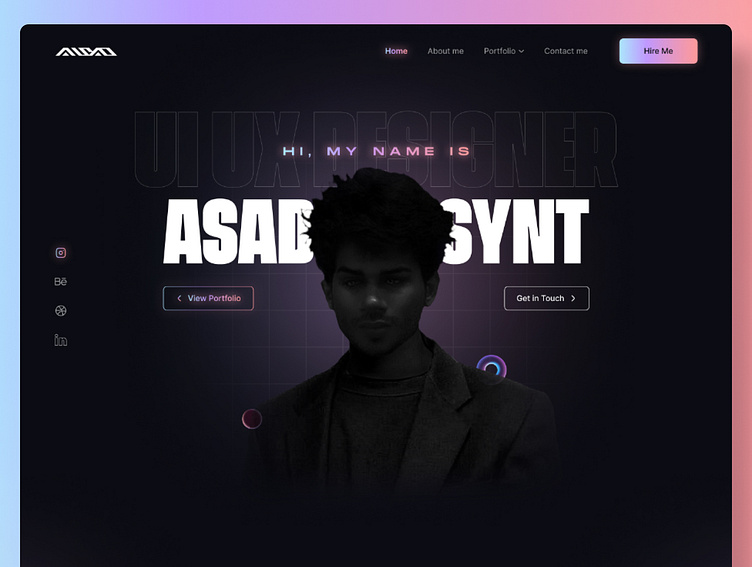 Home About me Portfolio Contact me Hire Me
UI UX DESIGNER
HI, MY NAME IS
ASAD SYNT
Bē
View Portfolio Get in Touch
in